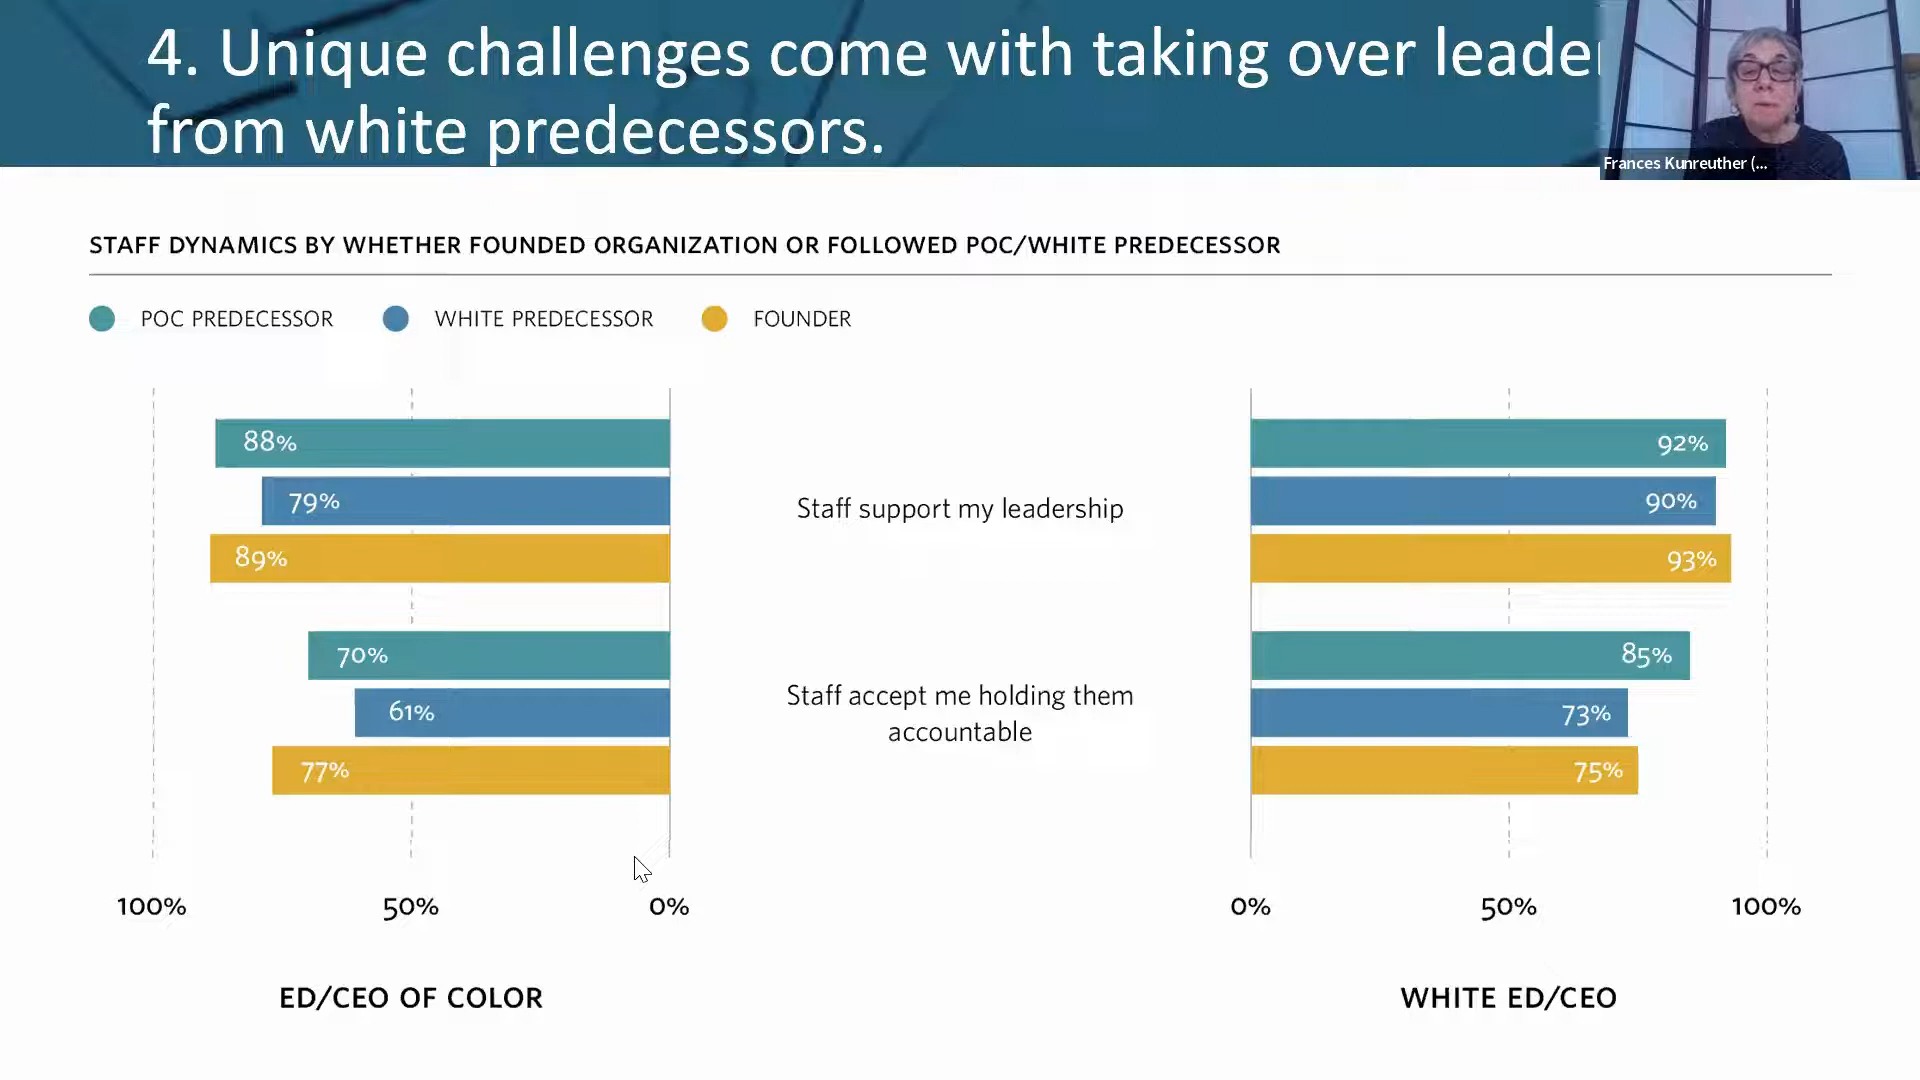 4. Unique challenges come with taking over
from white predecessors.
Frances Kunreuther (...
STAFF DYNAMICS BY WHETHER FOUNDED ORGANIZATION OR FOLLOWED POC/WHITE PREDECESSOR
POC PREDECESSOR WHITE PREDECESSOR FOUNDER
88% 92%
79% Staff support my leadership 90%
89% 93%
70% 85%
61% Staff accept me holding them 73%
accountable
77% 75%
100% 50% 0% 0% 50% 100%
ED/CEO OF COLOR WHITE ED/CEO